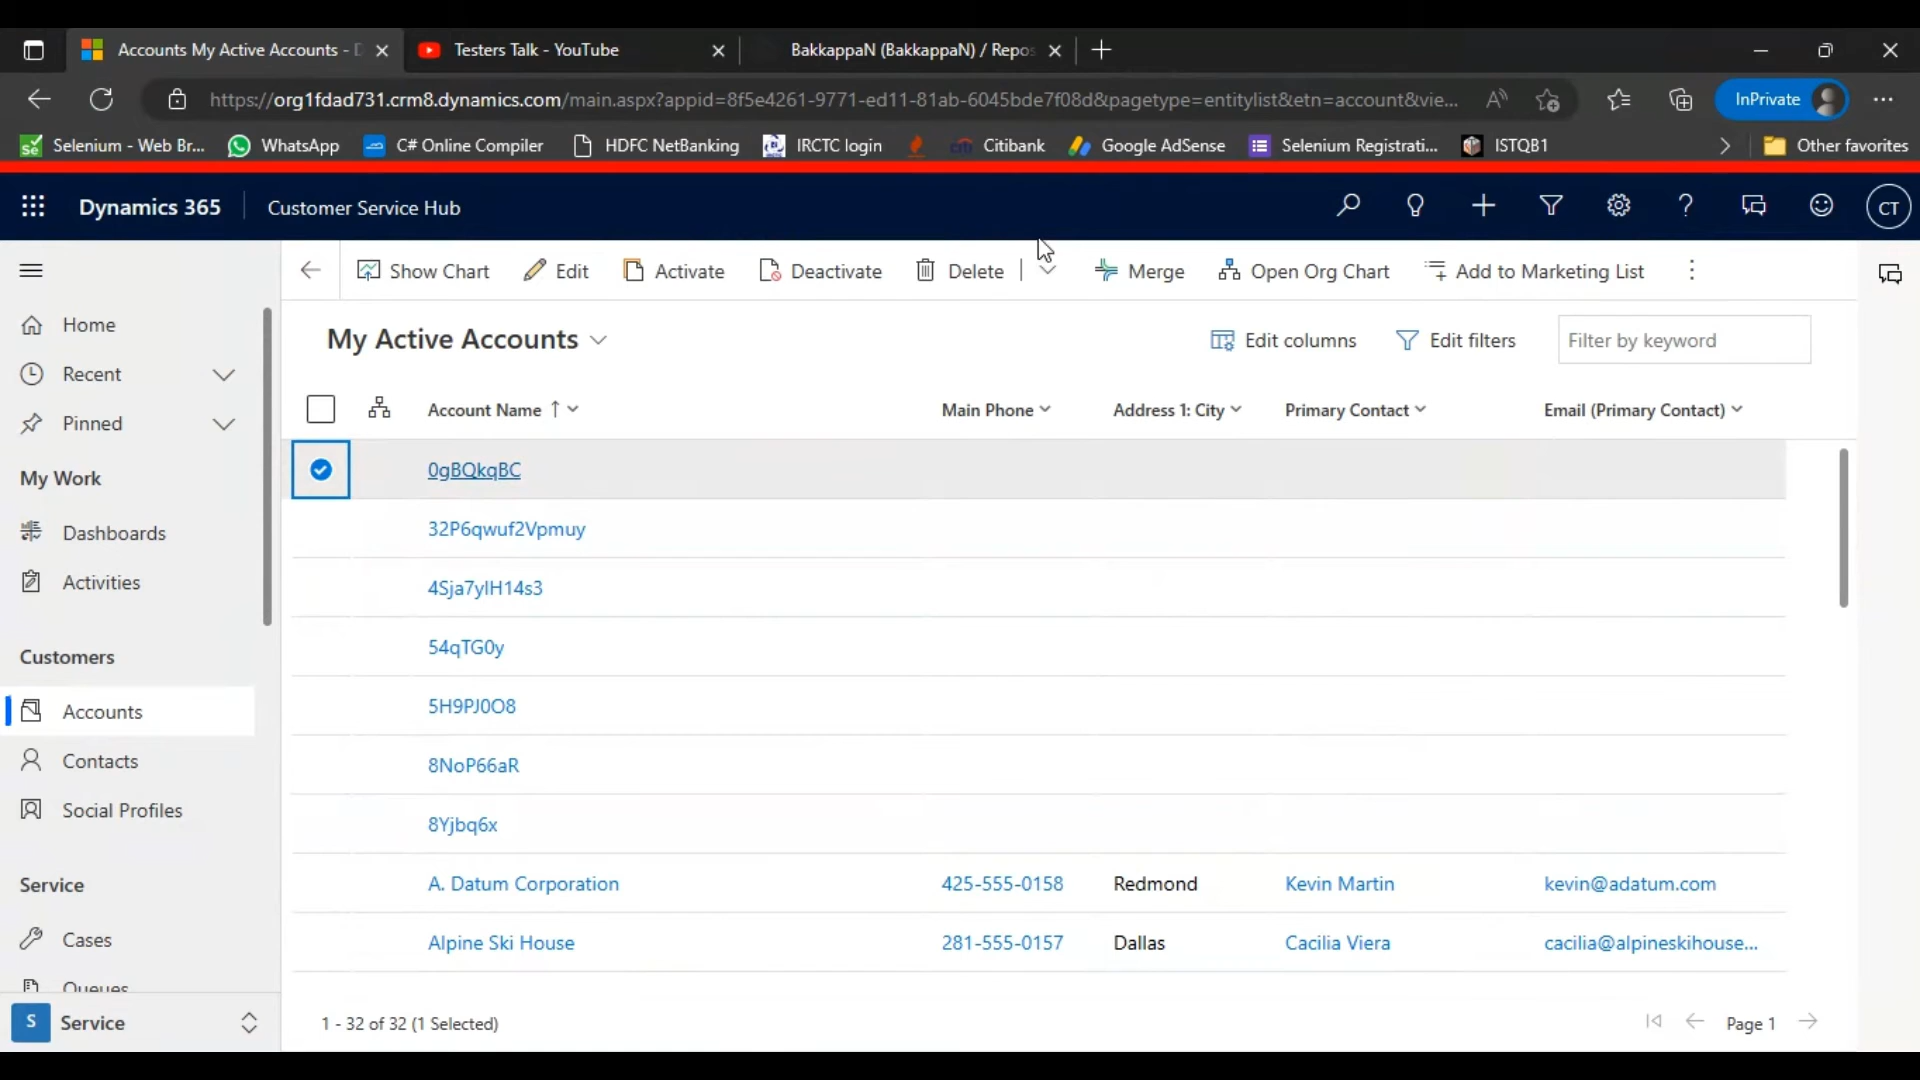 Accounts My Active Accounts - D
Testers Talk - YouTube
BakkappaN (BakkappaN) / Repos
https://org1fdad731.crm8.dynamics.com/main.aspx?appid=8f5e4261-9771-ed11-81ab-6045bde7f08d&pagetype=entitylist&etn=account&vie...
InPrivate
Selenium - Web Br...
WhatsApp
C# Online Compiler
HDFC NetBanking
IRCTC login
Citibank
Google AdSense
Selenium Registrati...
ISTQB1
Other favorites
Dynamics 365
Customer Service Hub
CT
Show Chart
Edit
Activate
Deactivate
Delete
Merge
Open Org Chart
Add to Marketing List
Home
Recent
Pinned
My Work
Dashboards
Activities
Customers
Accounts
Contacts
Social Profiles
Service
Cases
Queues
S Service
My Active Accounts
Edit columns
Edit filters
Filter by keyword
Account Name ↑ Main Phone Address 1: City Primary Contact Email (Primary Contact)
0gBQkqBC
32P6qwuf2Vpmuy
4Sja7ylH14s3
54qTG0y
5H9PJ0O8
8NoP66aR
8Yjbq6x
A. Datum Corporation 425-555-0158 Redmond Kevin Martin kevin@adatum.com
Alpine Ski House 281-555-0157 Dallas Cacilia Viera cacilia@alpineskihouse...
1 - 32 of 32 (1 Selected)
Page 1